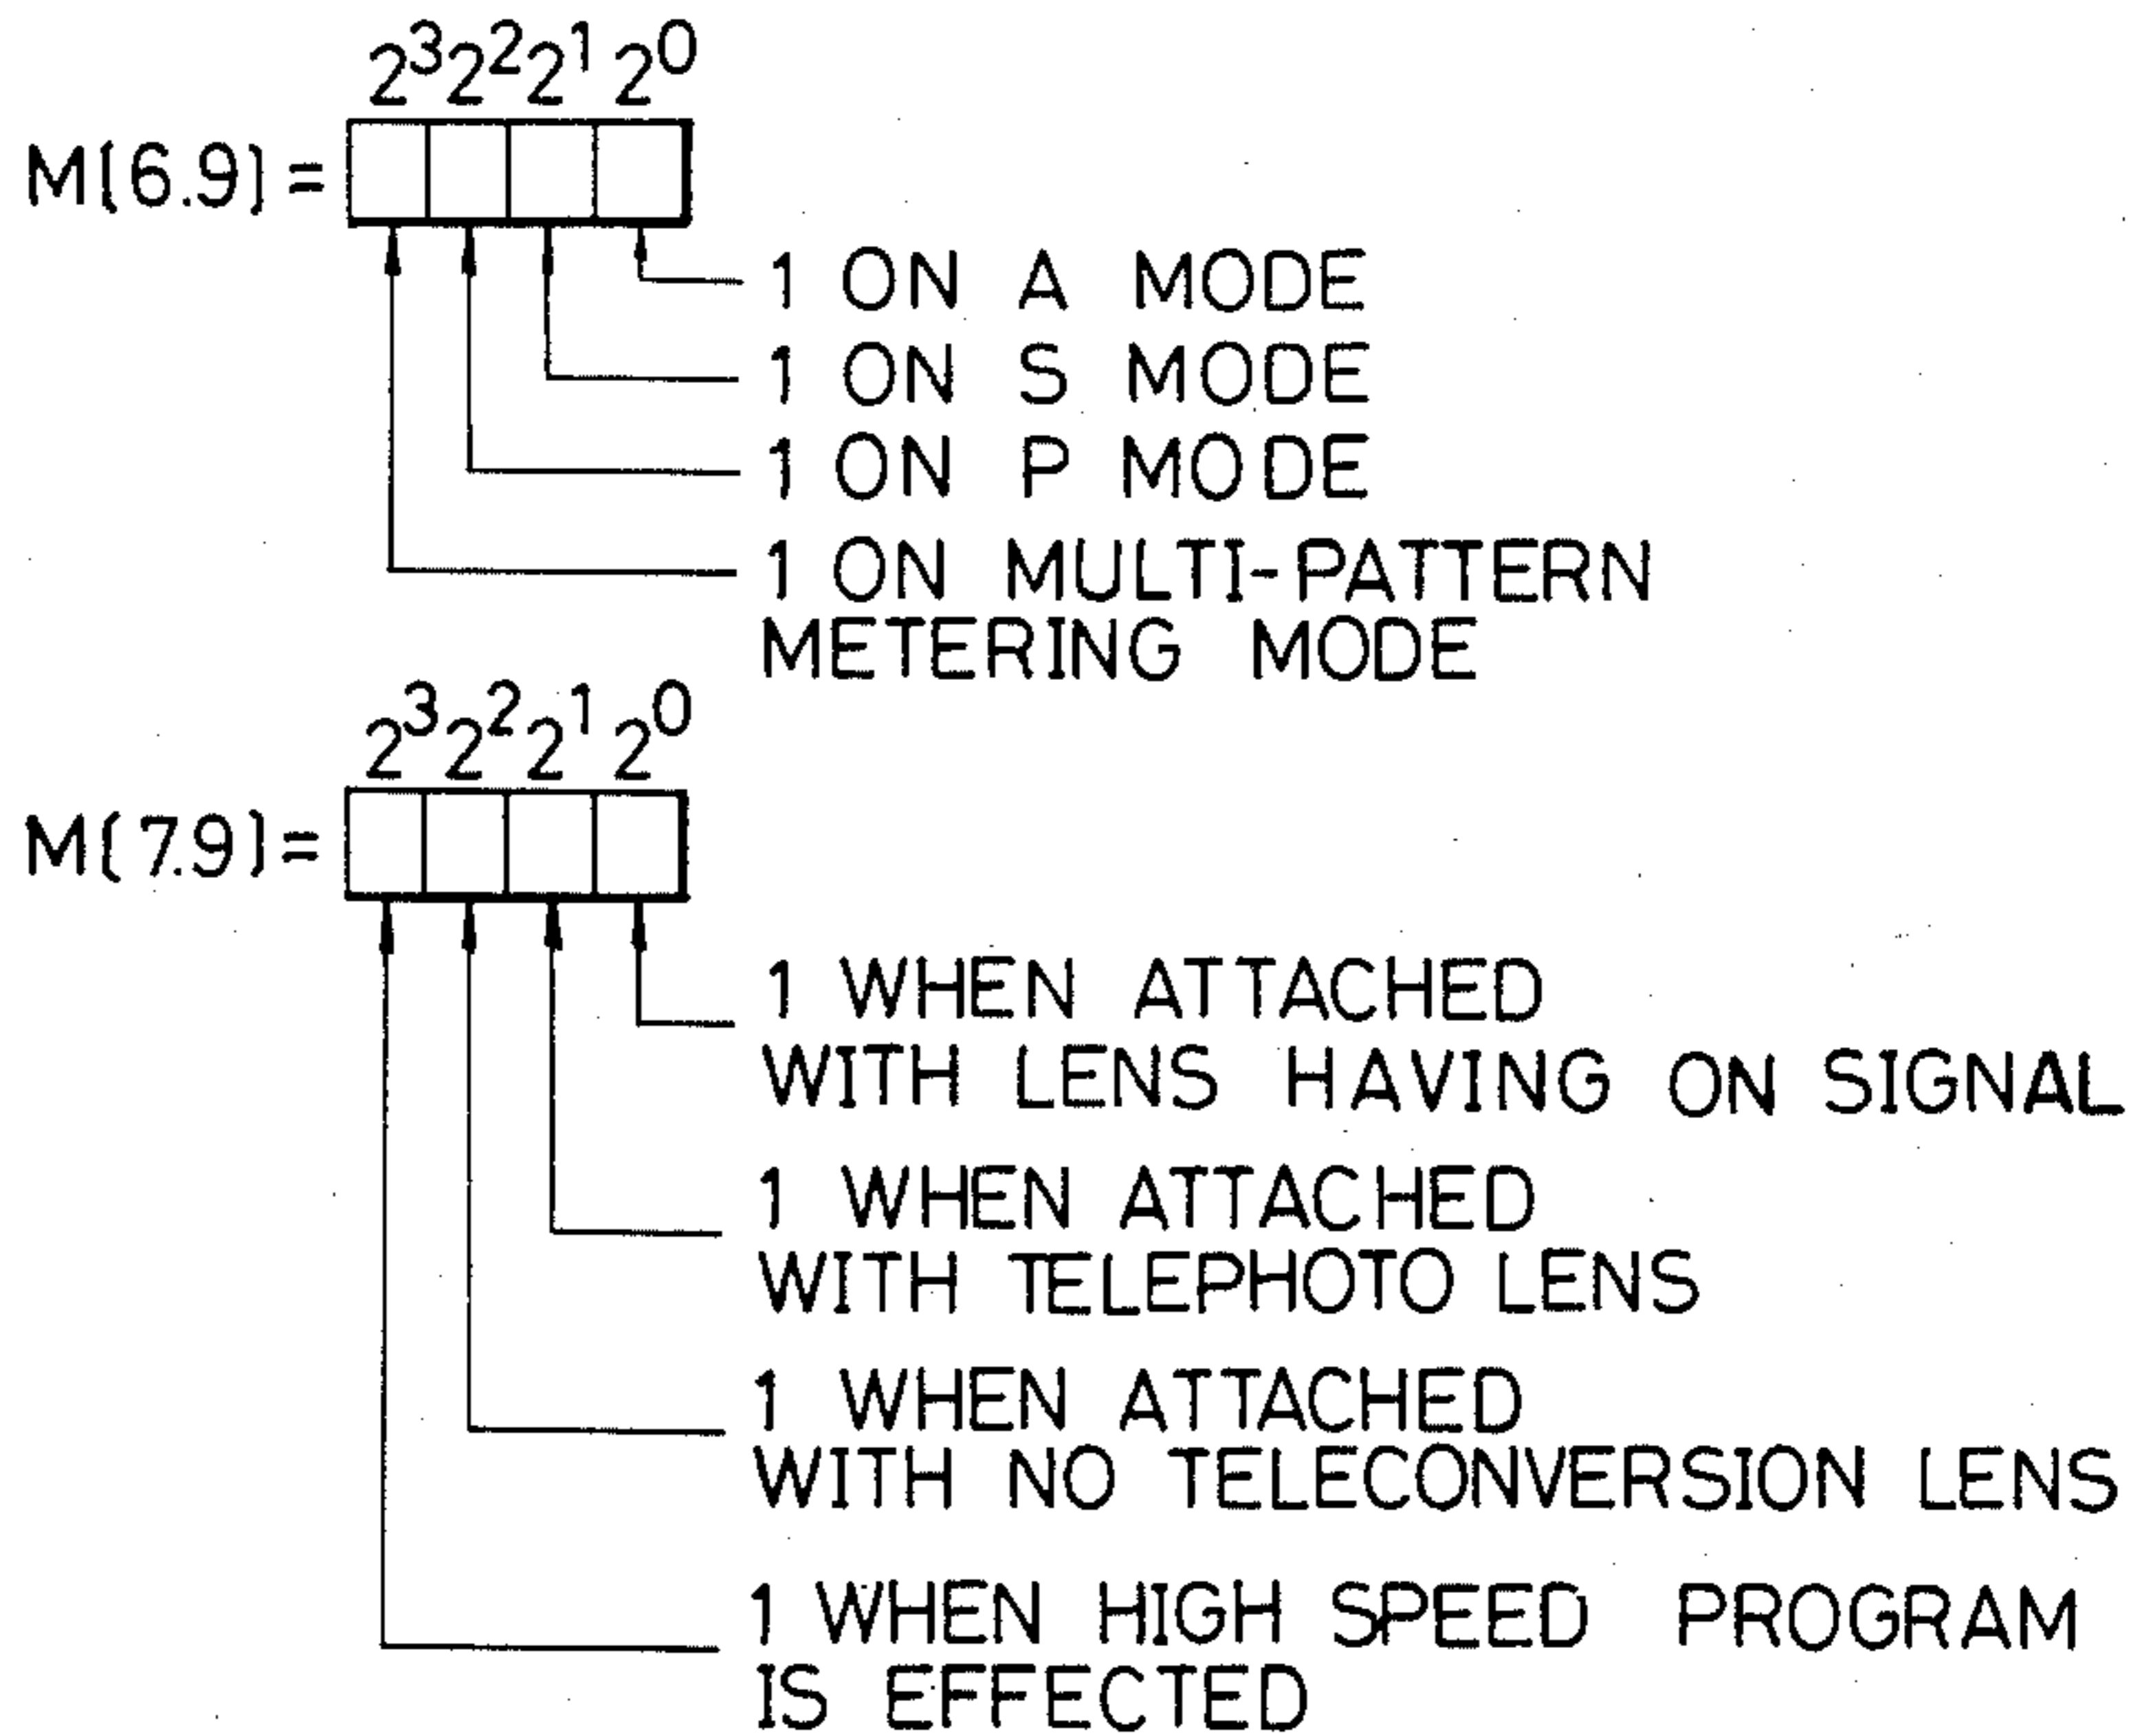 2³2²2¹2⁰
M(6.9)=
1 ON A MODE
1 ON S MODE
1 ON P MODE
1 ON MULTI-PATTERN
METERING MODE
2³2²2¹2⁰
M(7.9)=
1 WHEN ATTACHED
WITH LENS HAVING ON SIGNAL
1 WHEN ATTACHED
WITH TELEPHOTO LENS
1 WHEN ATTACHED
WITH NO TELECONVERSION LENS
1 WHEN HIGH SPEED PROGRAM
IS EFFECTED